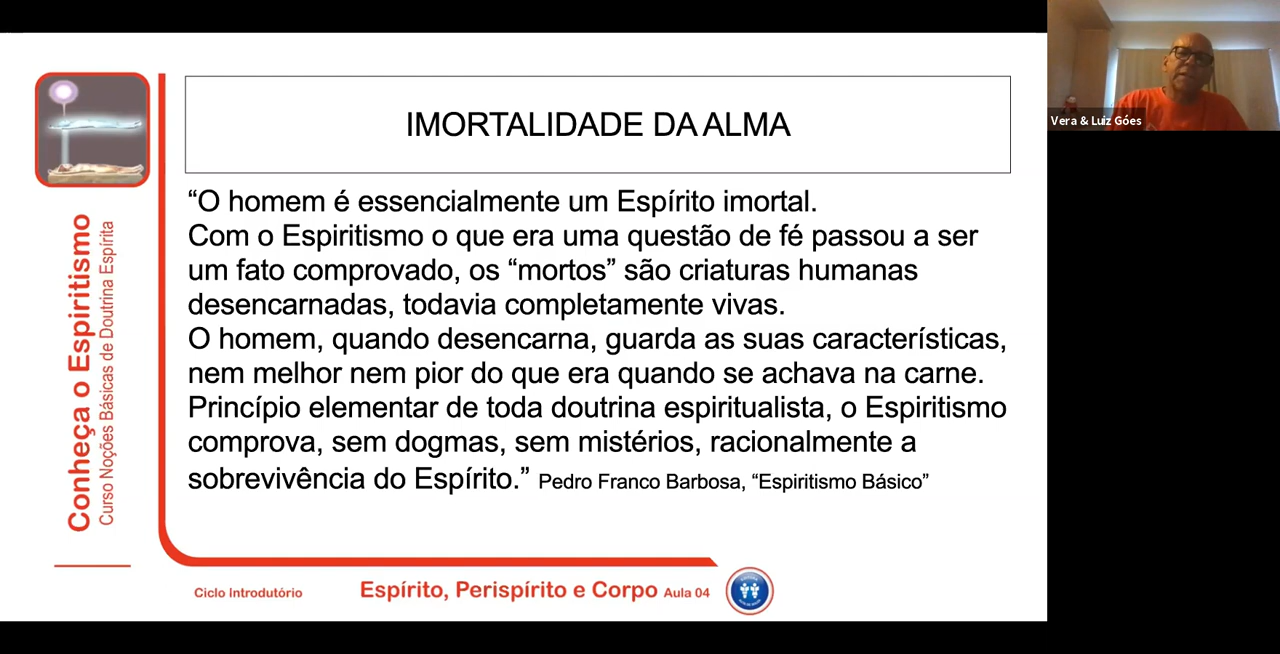 IMORTALIDADE DA ALMA
“O homem é essencialmente um Espírito imortal.
Com o Espiritismo o que era uma questão de fé passou a ser
um fato comprovado, os “mortos” são criaturas humanas
desencarnadas, todavia completamente vivas.
O homem, quando desencarna, guarda as suas características,
nem melhor nem pior do que era quando se achava na carne.
Princípio elementar de toda doutrina espiritualista, o Espiritismo
comprova, sem dogmas, sem mistérios, racionalmente a
sobrevivência do Espírito.” Pedro Franco Barbosa, “Espiritismo Básico”
Conheça o Espiritismo
Curso Noções Básicas de Doutrina Espírita
Ciclo Introdutório
Espírito, Perispírito e Corpo Aula 04
Vera & Luiz Góes